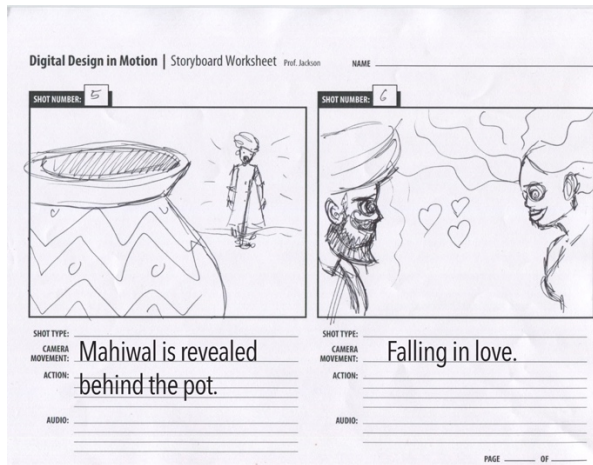 Digital Design in Motion | Storyboard Worksheet Prof. Jackson NAME
SHOT NUMBER: 5
SHOT TYPE:
CAMERA MOVEMENT:
Mahiwal is revealed
behind the pot.
ACTION:
AUDIO:
SHOT NUMBER: 6
SHOT TYPE:
CAMERA MOVEMENT:
Falling in love.
ACTION:
AUDIO:
PAGE OF